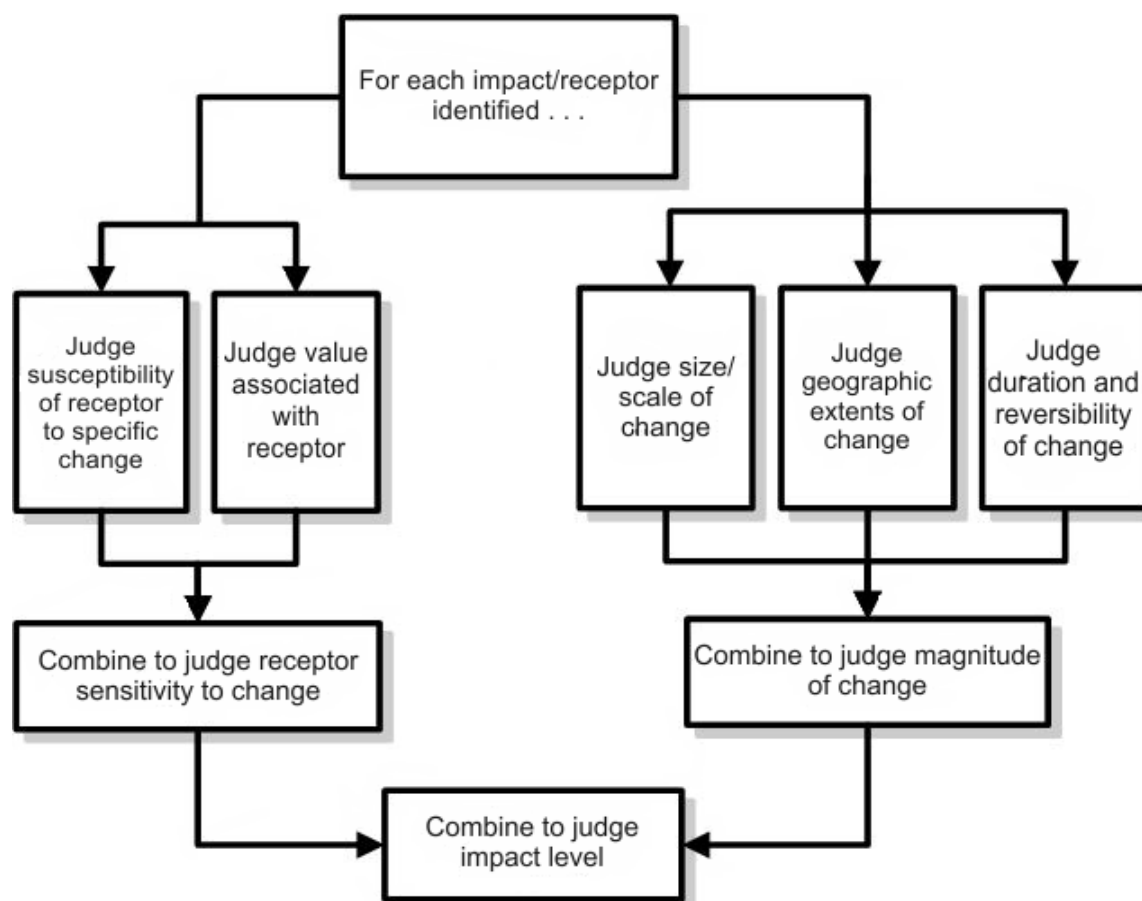 For each impact/receptor
identified . . .
Judge
susceptibility
of receptor
to specific
change
Judge value
associated
with
receptor
Judge size/
scale of
change
Judge
geographic
extents of
change
Judge
duration and
reversibility
of change
Combine to judge receptor
sensitivity to change
Combine to judge magnitude
of change
Combine to judge
impact level